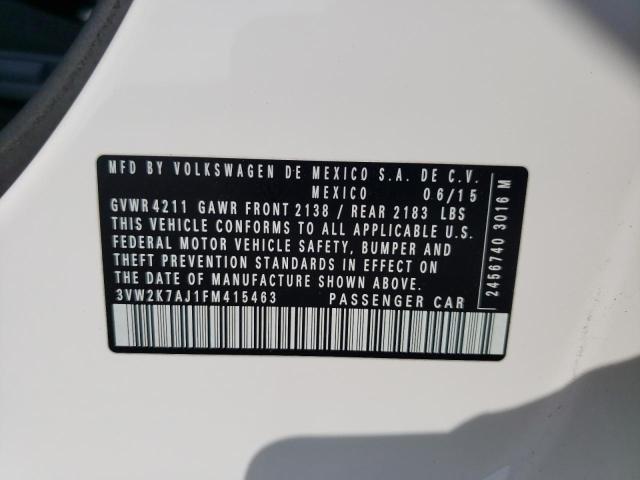 MFD BY VOLKSWAGEN DE MEXICO S.A. DE C.V.
MEXICO 06/15
GVWR 4211 GAWR FRONT 2138 / REAR 2183 LBS
THIS VEHICLE CONFORMS TO ALL APPLICABLE U.S.
FEDERAL MOTOR VEHICLE SAFETY, BUMPER AND
THEFT PREVENTION STANDARDS IN EFFECT ON
THE DATE OF MANUFACTURE SHOWN ABOVE.
3VW2K7AJ1FM415463 PASSENGER CAR
2456740 3016 M